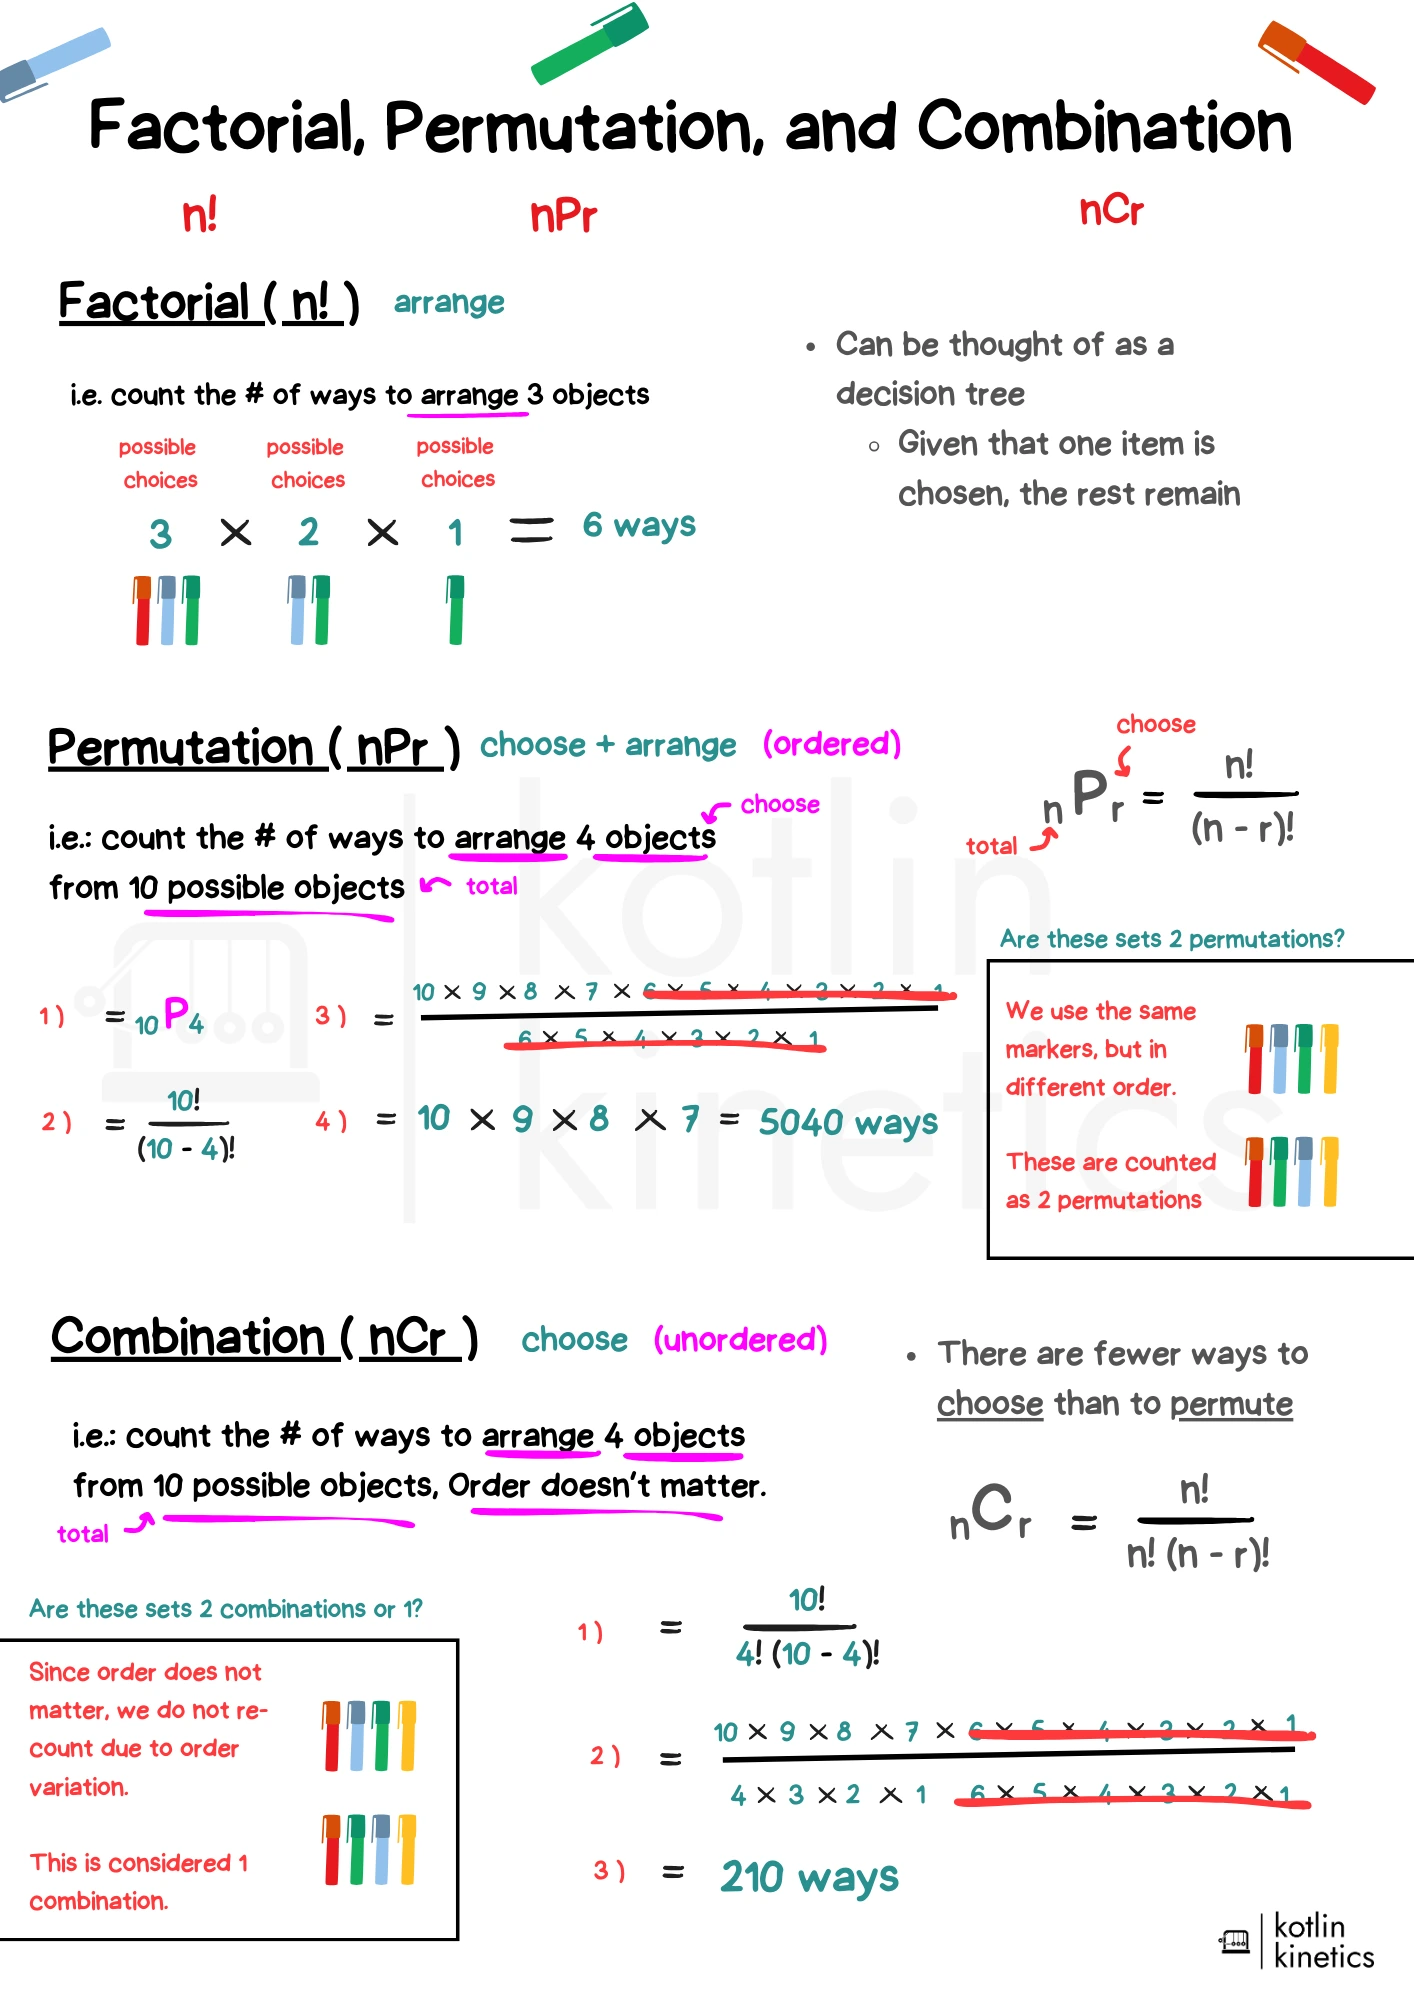 Factorial, Permutation, and Combination
n! nPr nCr
Factorial ( n! ) arrange
i.e. count the # of ways to arrange 3 objects
possible choices possible choices possible choices
3 × 2 × 1 = 6 ways
• Can be thought of as a
decision tree
◦ Given that one item is
chosen, the rest remain
Permutation ( nPr ) choose + arrange (ordered)
i.e.: count the # of ways to arrange 4 objects
choose
from 10 possible objects
total
choose
nPr = n! / (n - r)!
total
1) = 10P4
2) = 10! / (10 - 4)!
3) = 10 × 9 × 8 × 7 × 6 × 5 × 4 × 3 × 2 × 1
6 × 5 × 4 × 3 × 2 × 1
4) = 10 × 9 × 8 × 7 = 5040 ways
Are these sets 2 permutations?
We use the same
markers, but in
different order.
These are counted
as 2 permutations
Combination ( nCr ) choose (unordered)
i.e.: count the # of ways to arrange 4 objects
from 10 possible objects, Order doesn't matter.
total
• There are fewer ways to
choose than to permute
nCr = n! / n! (n - r)!
Are these sets 2 combinations or 1?
Since order does not
matter, we do not re-
count due to order
variation.
This is considered 1
combination.
1) = 10! / 4! (10 - 4)!
2) = 10 × 9 × 8 × 7 × 6 × 5 × 4 × 3 × 2 × 1
4 × 3 × 2 × 1 6 × 5 × 4 × 3 × 2 × 1
3) = 210 ways
kotlin
kinetics
kotlin
kinetics